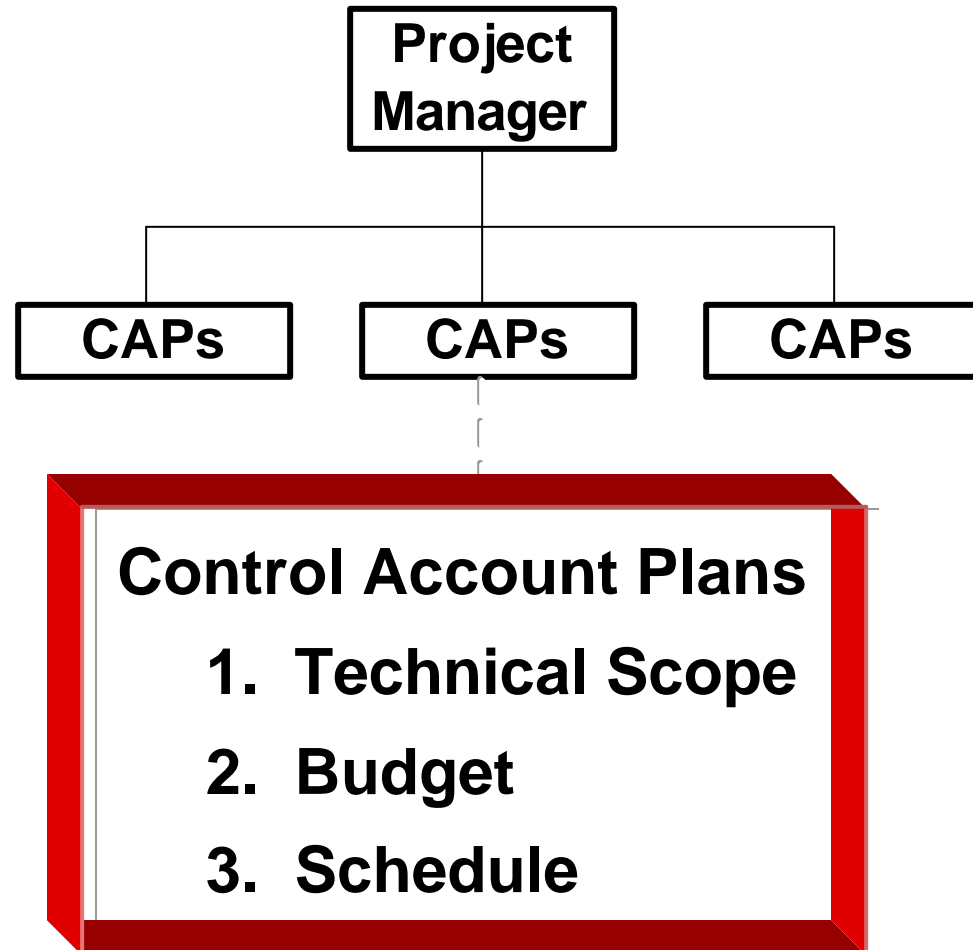 Project
Manager
CAPs
CAPs
CAPs
Control Account Plans
1. Technical Scope
2. Budget
3. Schedule